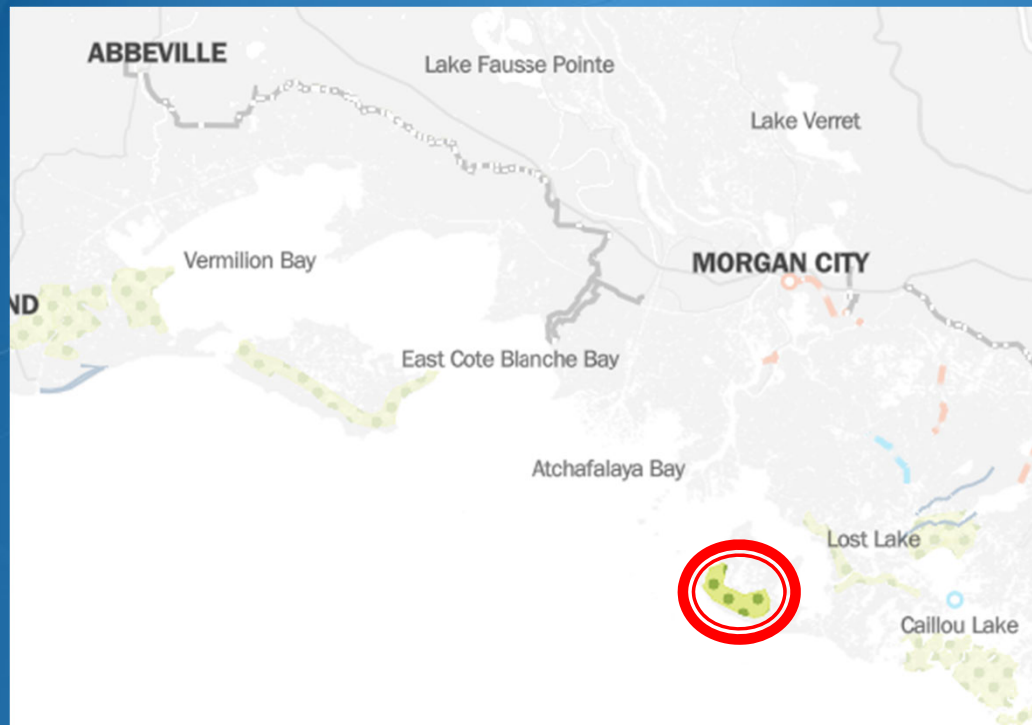 ABBEVILLE
Lake Fausse Pointe
Lake Verret
Vermilion Bay
MORGAN CITY
ND
East Cote Blanche Bay
Atchafalaya Bay
Lost Lake
Caillou Lake